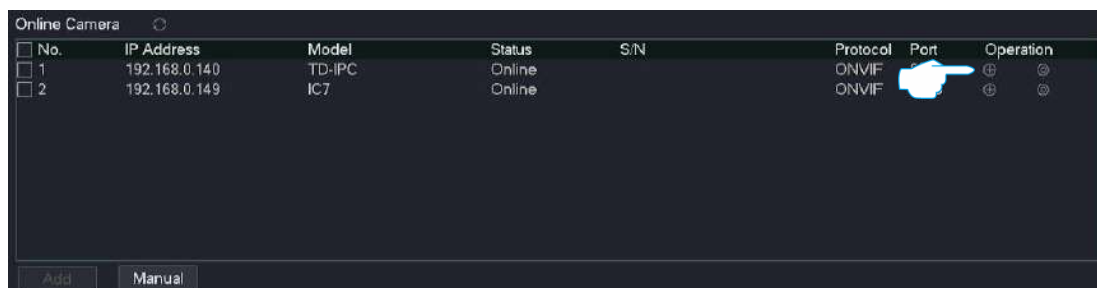 Online Camera
No. IP Address Model Status S/N Protocol Port Operation
1 192.168.0.140 TD-IPC Online ONVIF
2 192.168.0.149 IC7 Online ONVIF
Add Manual